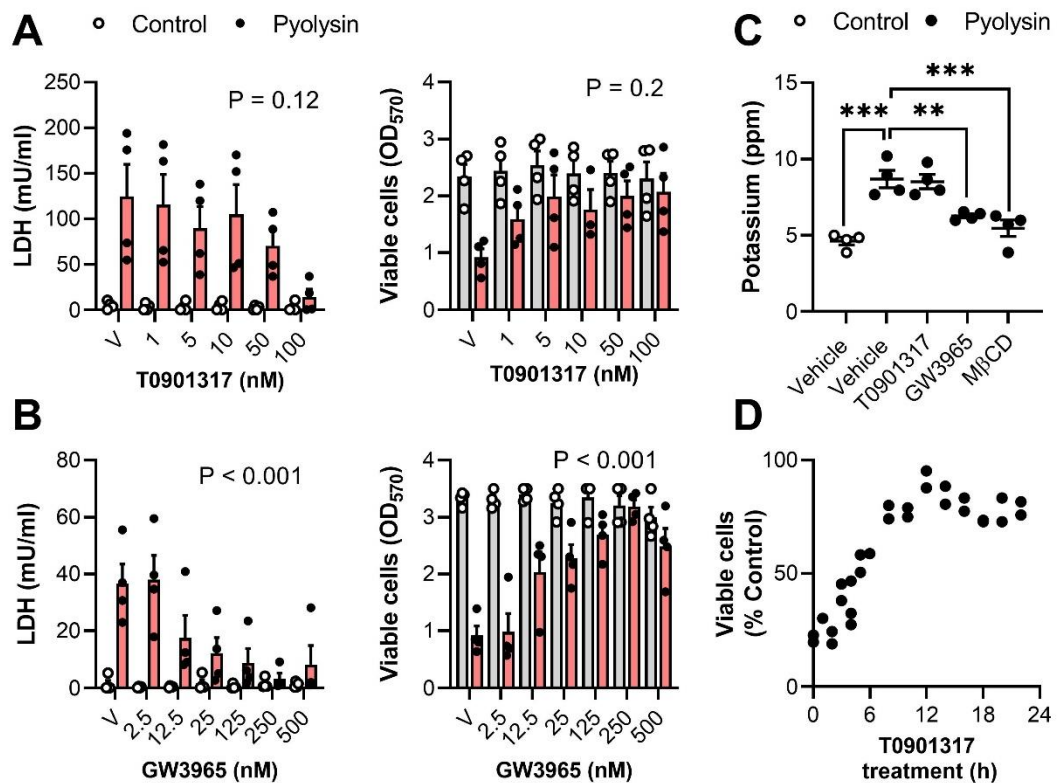 A
Control
Pyolysin
LDH (mU/ml)
250
200
150
100
50
0
P = 0.12
V
1
5
10
50
100
T0901317 (nM)
Viable cells (OD570)
4
3
2
1
0
P = 0.2
V
1
5
10
50
100
T0901317 (nM)
B
LDH (mU/ml)
80
60
40
20
0
P < 0.001
V
2.5
12.5
25
125
250
500
GW3965 (nM)
Viable cells (OD570)
4
3
2
1
0
P < 0.001
V
2.5
12.5
25
125
250
500
GW3965 (nM)
C
Control
Pyolysin
Potassium (ppm)
15
10
5
0
***
***
**
Vehicle
Vehicle
T0901317
GW3965
MβCD
D
Viable cells
(% Control)
100
50
0
0
6
12
18
24
T0901317
treatment (h)